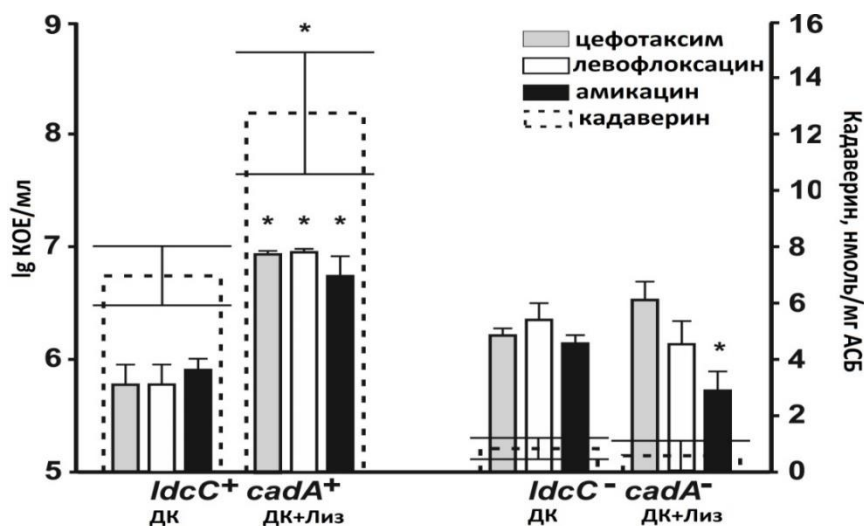 9
8
7
6
5
lg КОЕ/мл
*
* * *
*
цефотаксим
левофлоксацин
амикацин
кадаверин
16
14
12
10
8
6
4
2
0
Кадаверин, нмоль/мг АСБ
ldcC⁺ cadA⁺
ДК ДК+Лиз
ldcC⁻ cadA⁻
ДК ДК+Лиз